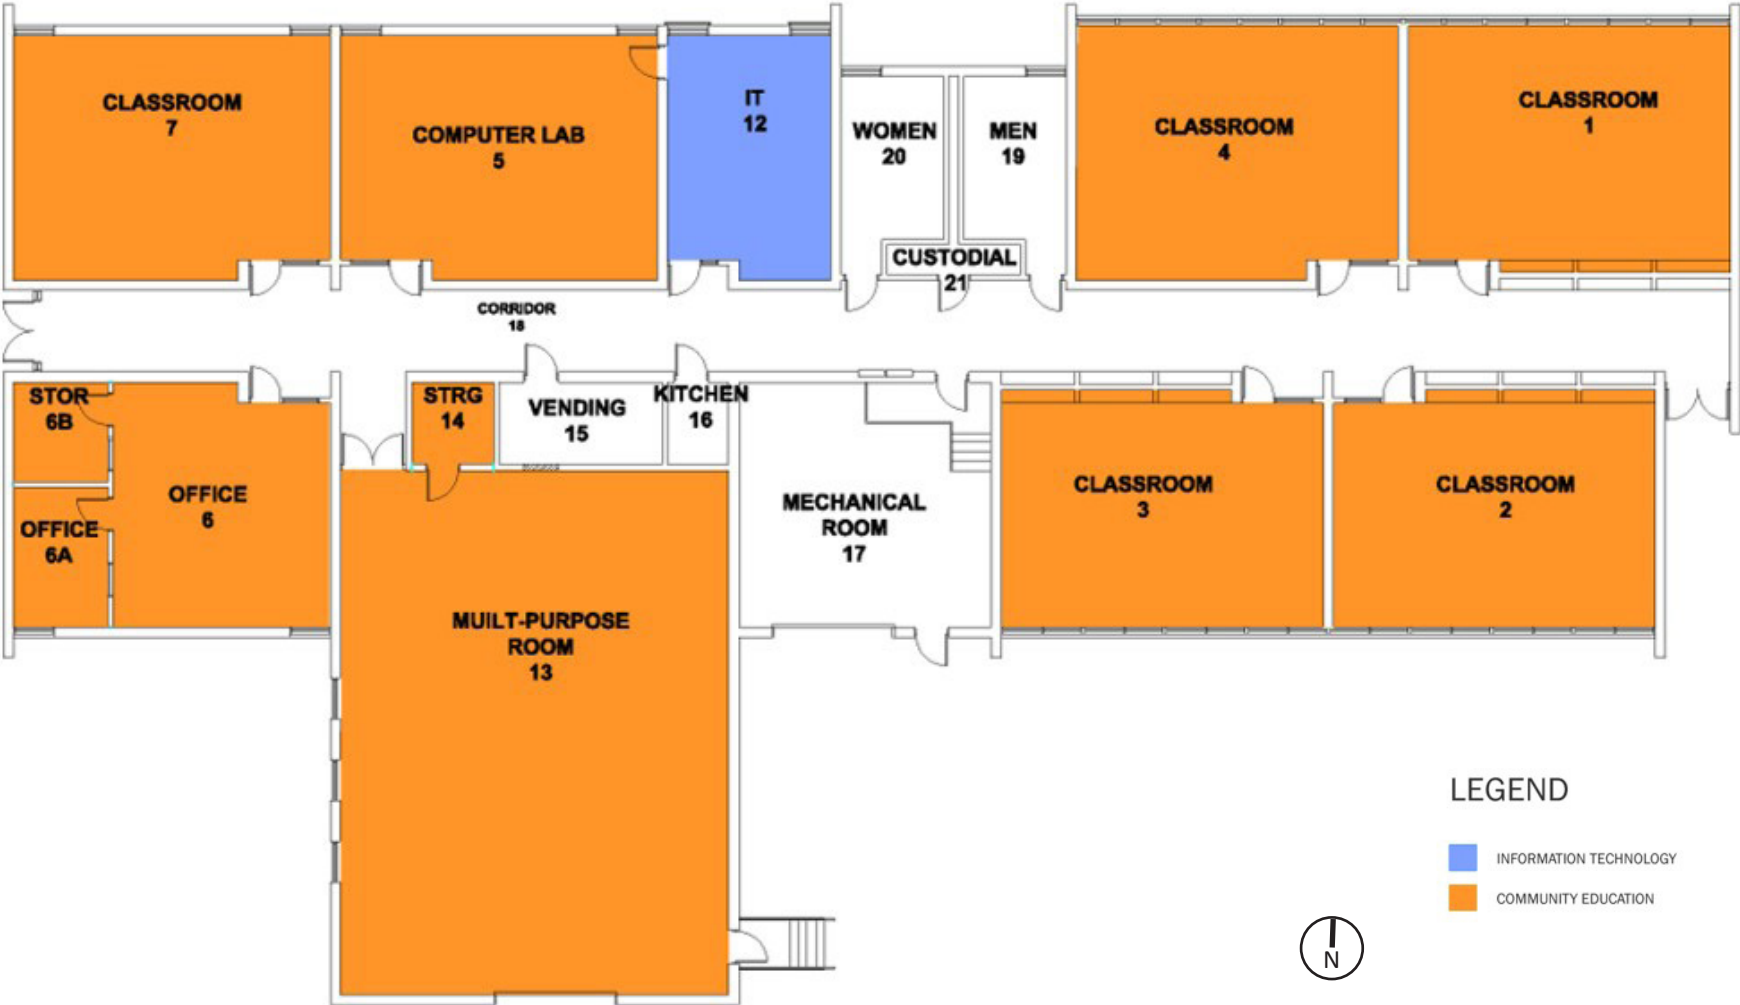 CLASSROOM
7
COMPUTER LAB
5
IT
12
WOMEN
20
MEN
19
CUSTODIAL
21
CLASSROOM
4
CLASSROOM
1
CORRIDOR
18
STOR
6B
OFFICE
6A
OFFICE
6
STRG
14
VENDING
15
KITCHEN
16
MECHANICAL
ROOM
17
CLASSROOM
3
CLASSROOM
2
MUILT-PURPOSE
ROOM
13
LEGEND
INFORMATION TECHNOLOGY
COMMUNITY EDUCATION
N